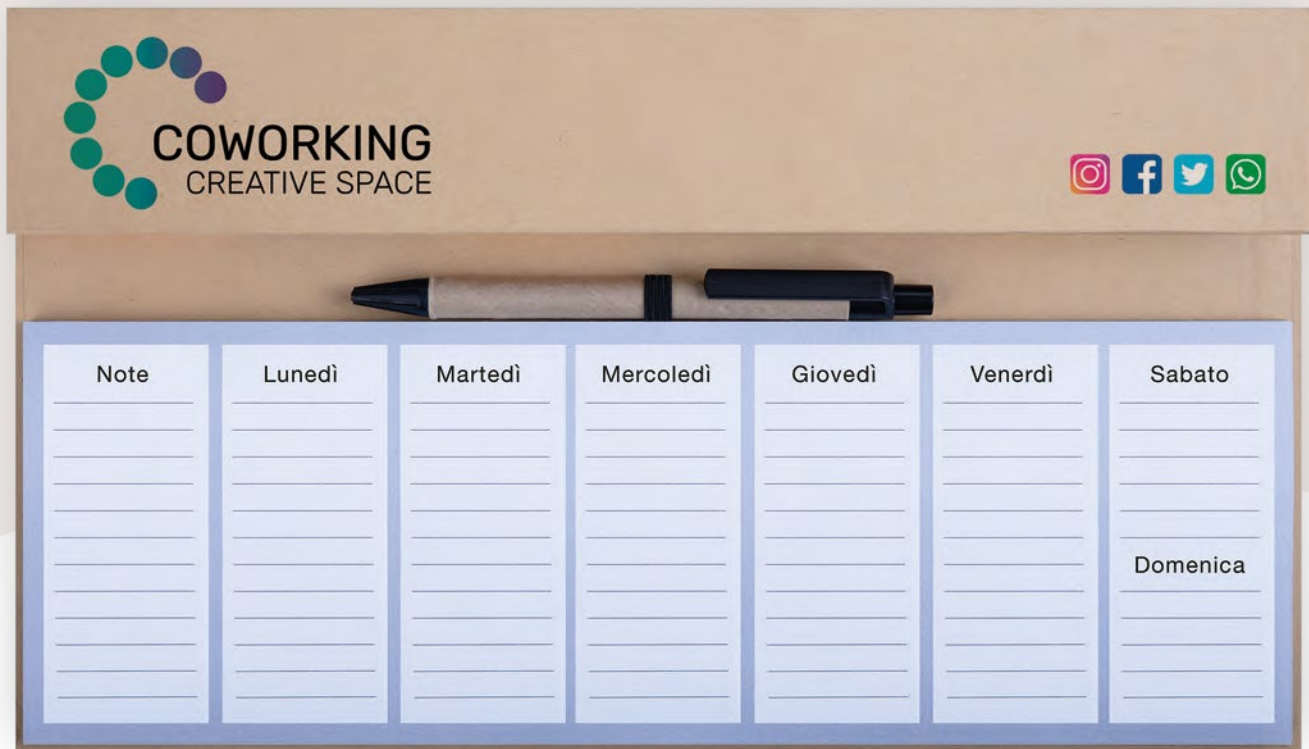 COWORKING
CREATIVE SPACE
Note
Lunedì
Martedì
Mercoledì
Giovedì
Venerdì
Sabato
Domenica